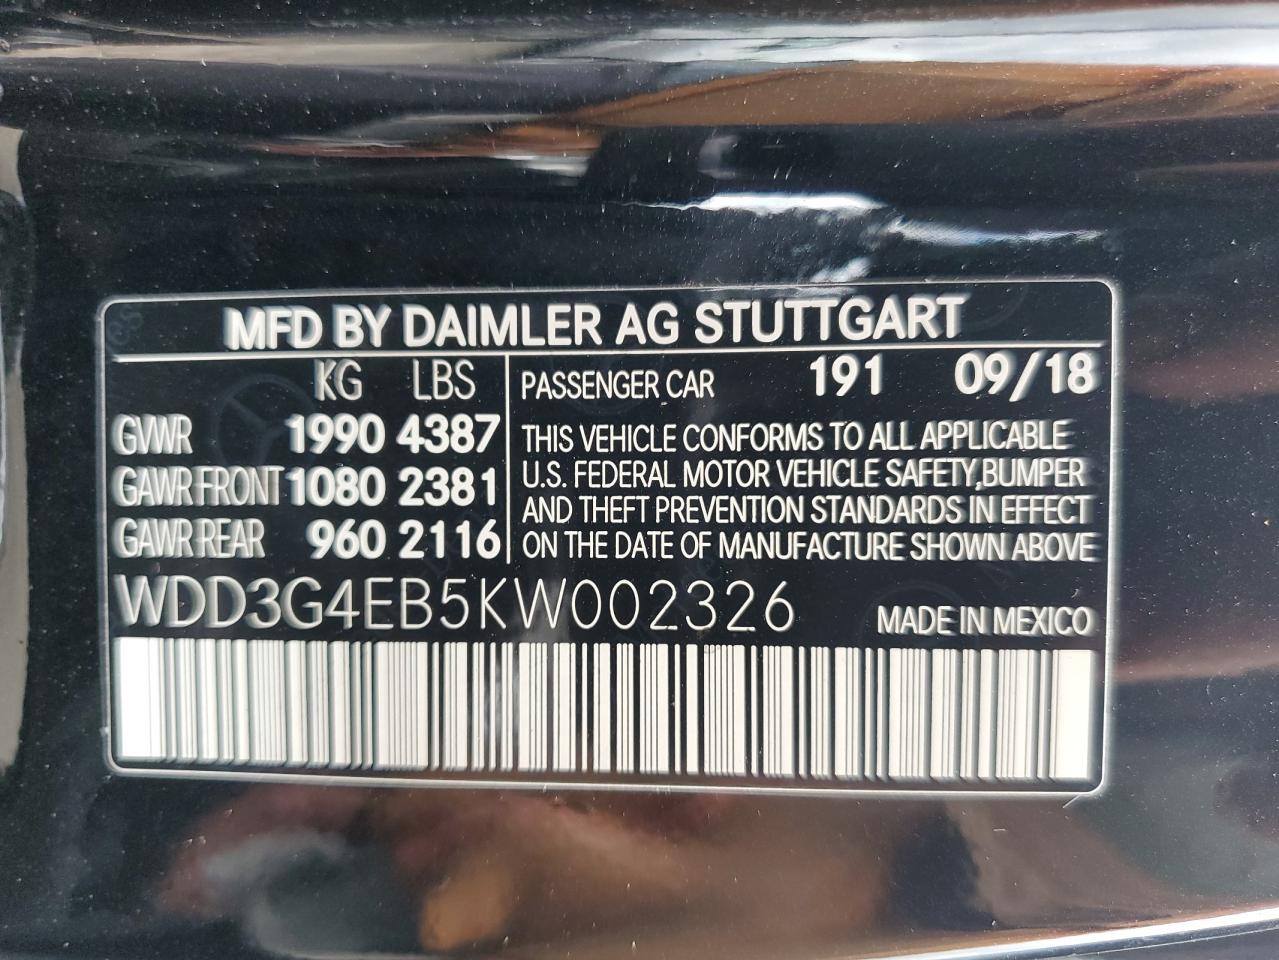 MFD BY DAIMLER AG STUTTGART
KG LBS
GVWR 1990 4387
GAWR FRONT 1080 2381
GAWR REAR 960 2116
PASSENGER CAR 191 09/18
THIS VEHICLE CONFORMS TO ALL APPLICABLE
U.S. FEDERAL MOTOR VEHICLE SAFETY,BUMPER
AND THEFT PREVENTION STANDARDS IN EFFECT
ON THE DATE OF MANUFACTURE SHOWN ABOVE
WDD3G4EB5KW002326 MADE IN MEXICO